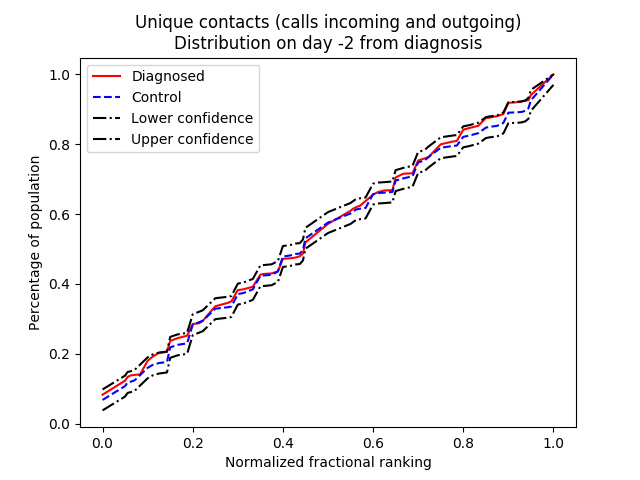 Unique contacts (calls incoming and outgoing)
Distribution on day -2 from diagnosis
Percentage of population
1.0
0.8
0.6
0.4
0.2
0.0
Diagnosed
Control
Lower confidence
Upper confidence
0.0 0.2 0.4 0.6 0.8 1.0
Normalized fractional ranking